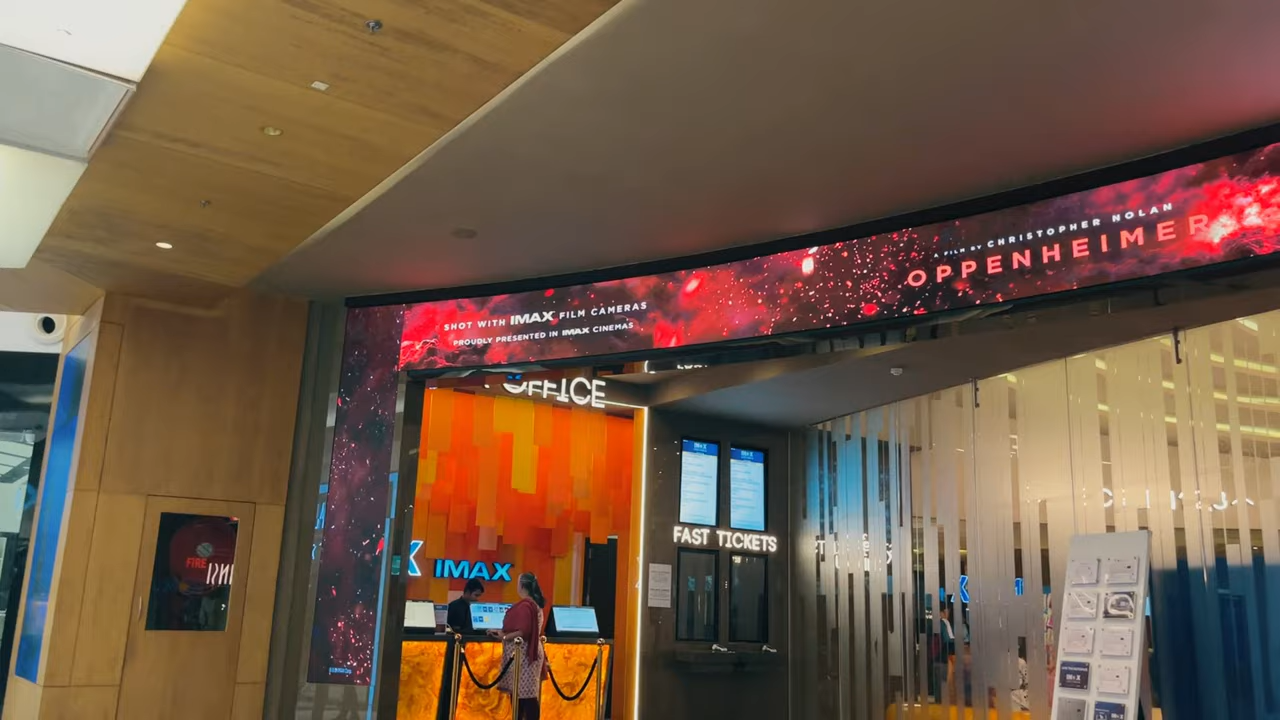 A FILM BY CHRISTOPHER NOLAN
OPPENHEIMER
SHOT WITH IMAX FILM CAMERAS
PROUDLY PRESENTED IN IMAX CINEMAS
OFFICE
FAST TICKETS
IMAX
FIRE